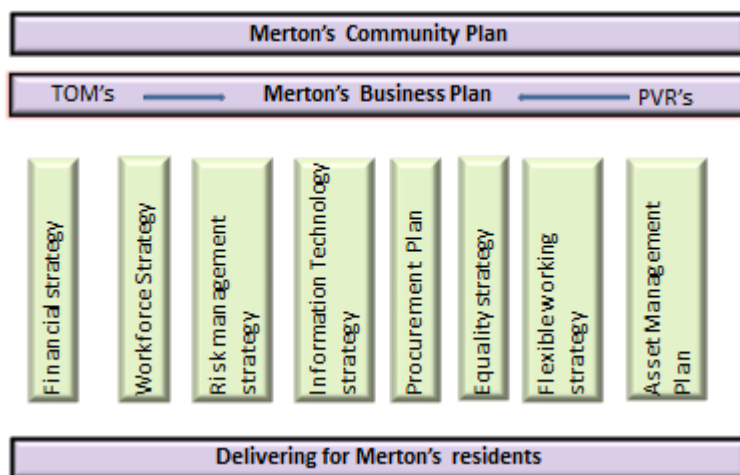 Merton's Community Plan
TOM's Merton's Business Plan PVR's
Financial strategy
Workforce Strategy
Risk management
strategy
Information Technology
strategy
Procurement Plan
Equality strategy
Flexible working
strategy
Asset Management
Plan
Delivering for Merton's residents